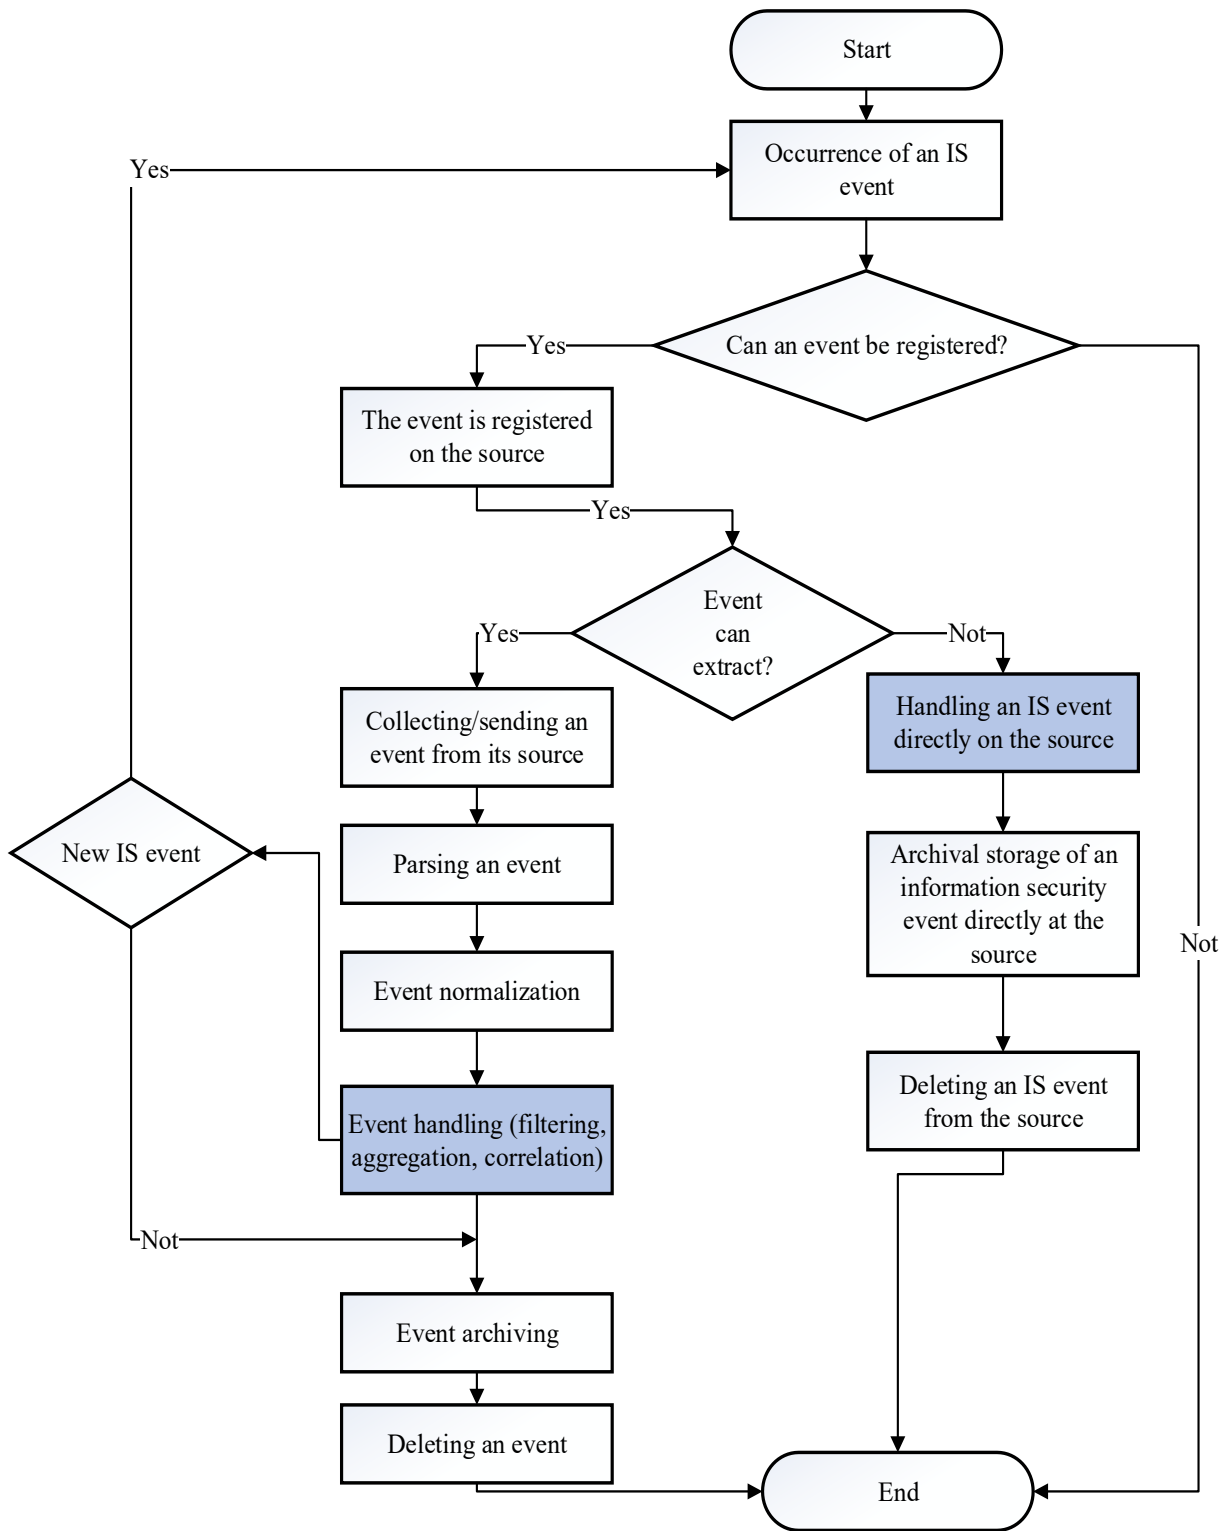 Start
Occurrence of an IS
event
Yes
Can an event be registered?
Yes
The event is registered
on the source
Yes
Event
can
extract?
Yes
Not
Collecting/sending an
event from its source
Handling an IS event
directly on the source
New IS event
Parsing an event
Archival storage of an
information security
event directly at the
source
Not
Event normalization
Deleting an IS event
from the source
Event handling (filtering,
aggregation, correlation)
Not
Event archiving
Deleting an event
End